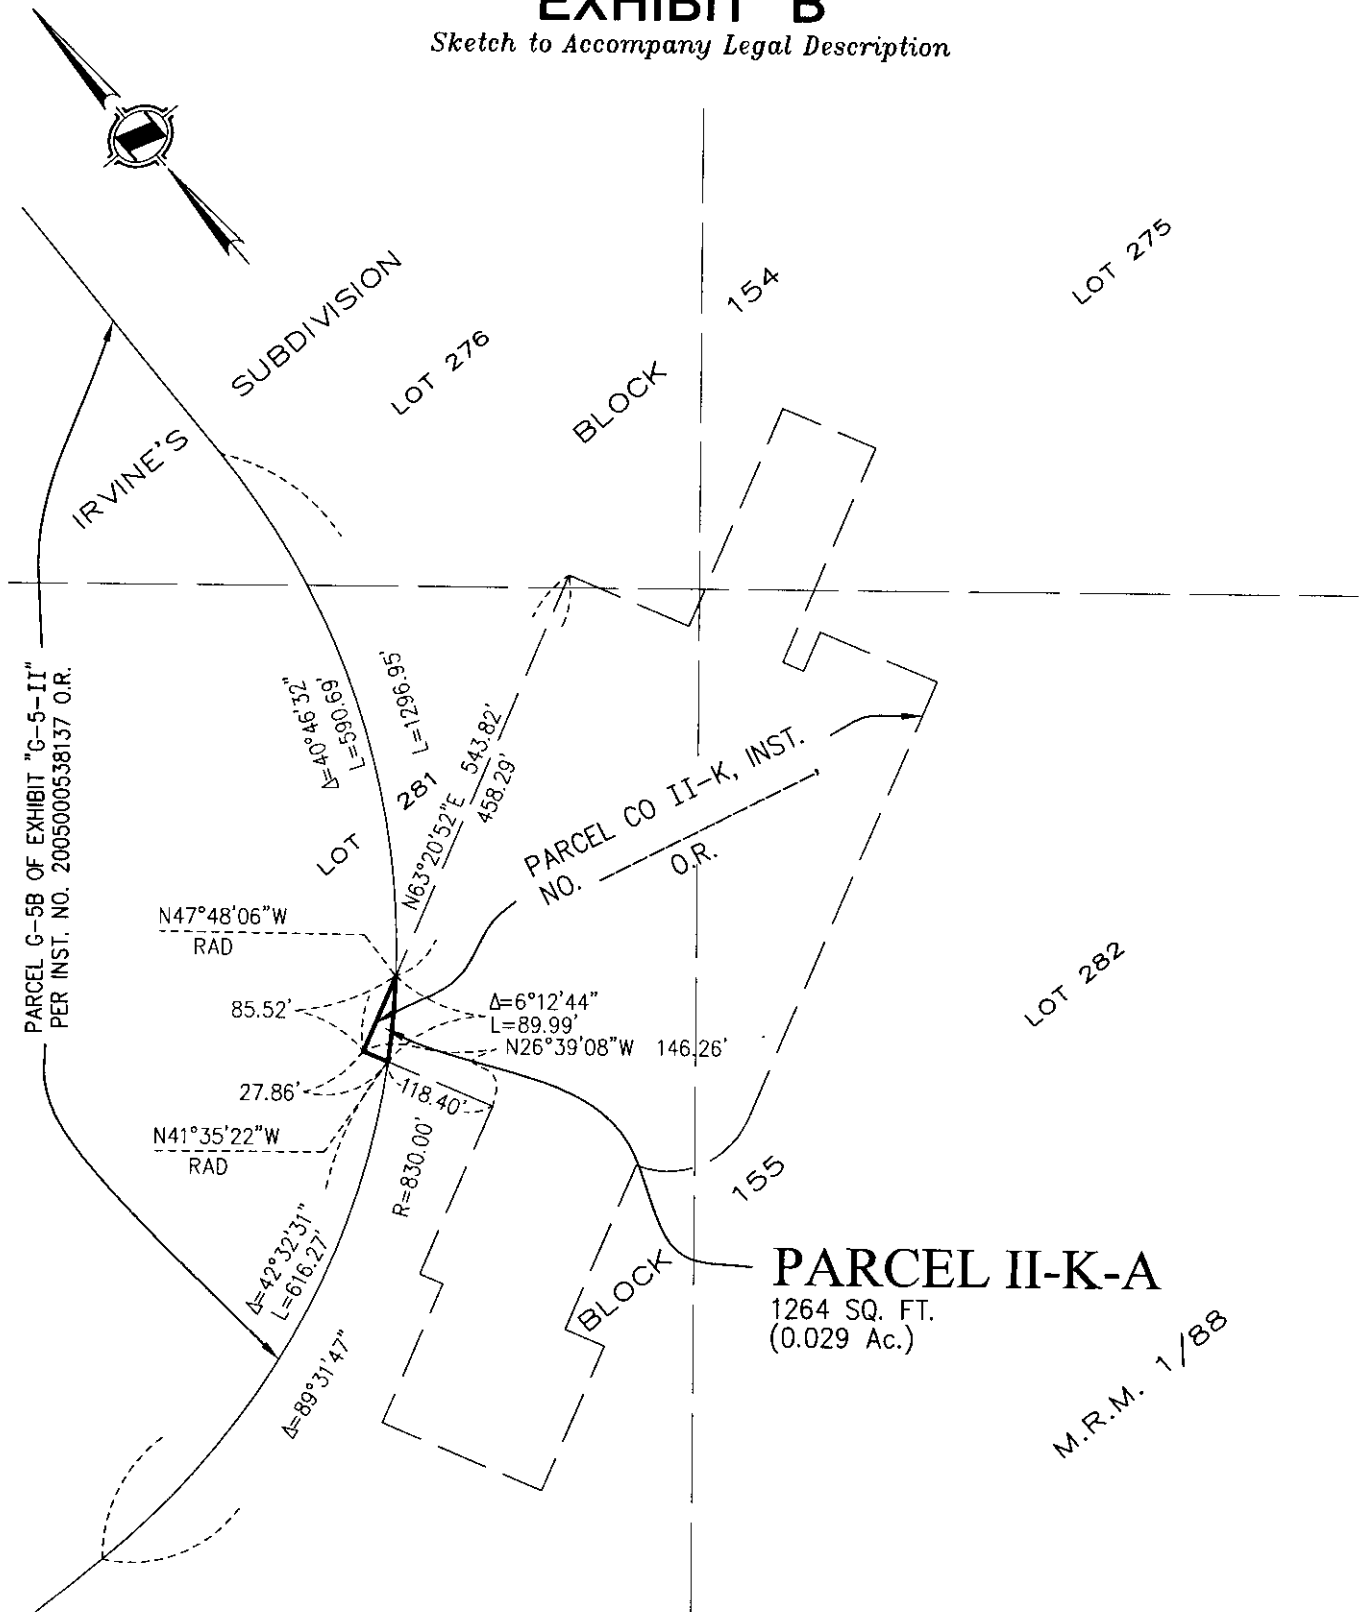 EXHIBIT "B"
Sketch to Accompany Legal Description
154
LOT 275
SUBDIVISION
LOT 276
BLOCK
IRVINE'S
PARCEL G-5B OF EXHIBIT "G-5-II"
PER INST. NO. 2005000538137 O.R.
Δ=40°46'32"
L=590.69'
L=1296.95'
LOT 281
N63°20'52"E 543.82'
458.29'
PARCEL CO II-K, INST.
NO. O.R.
N47°48'06"W
RAD
85.52'
Δ=6°12'44"
L=89.99'
N26°39'08"W 146.26'
27.86'
118.40'
N41°35'22"W
RAD
R=830.00'
LOT 282
155
Δ=42°32'31"
L=616.27'
BLOCK
Δ=89°31'47"
PARCEL II-K-A
1264 SQ. FT.
(0.029 Ac.)
M.R.M. 1/88